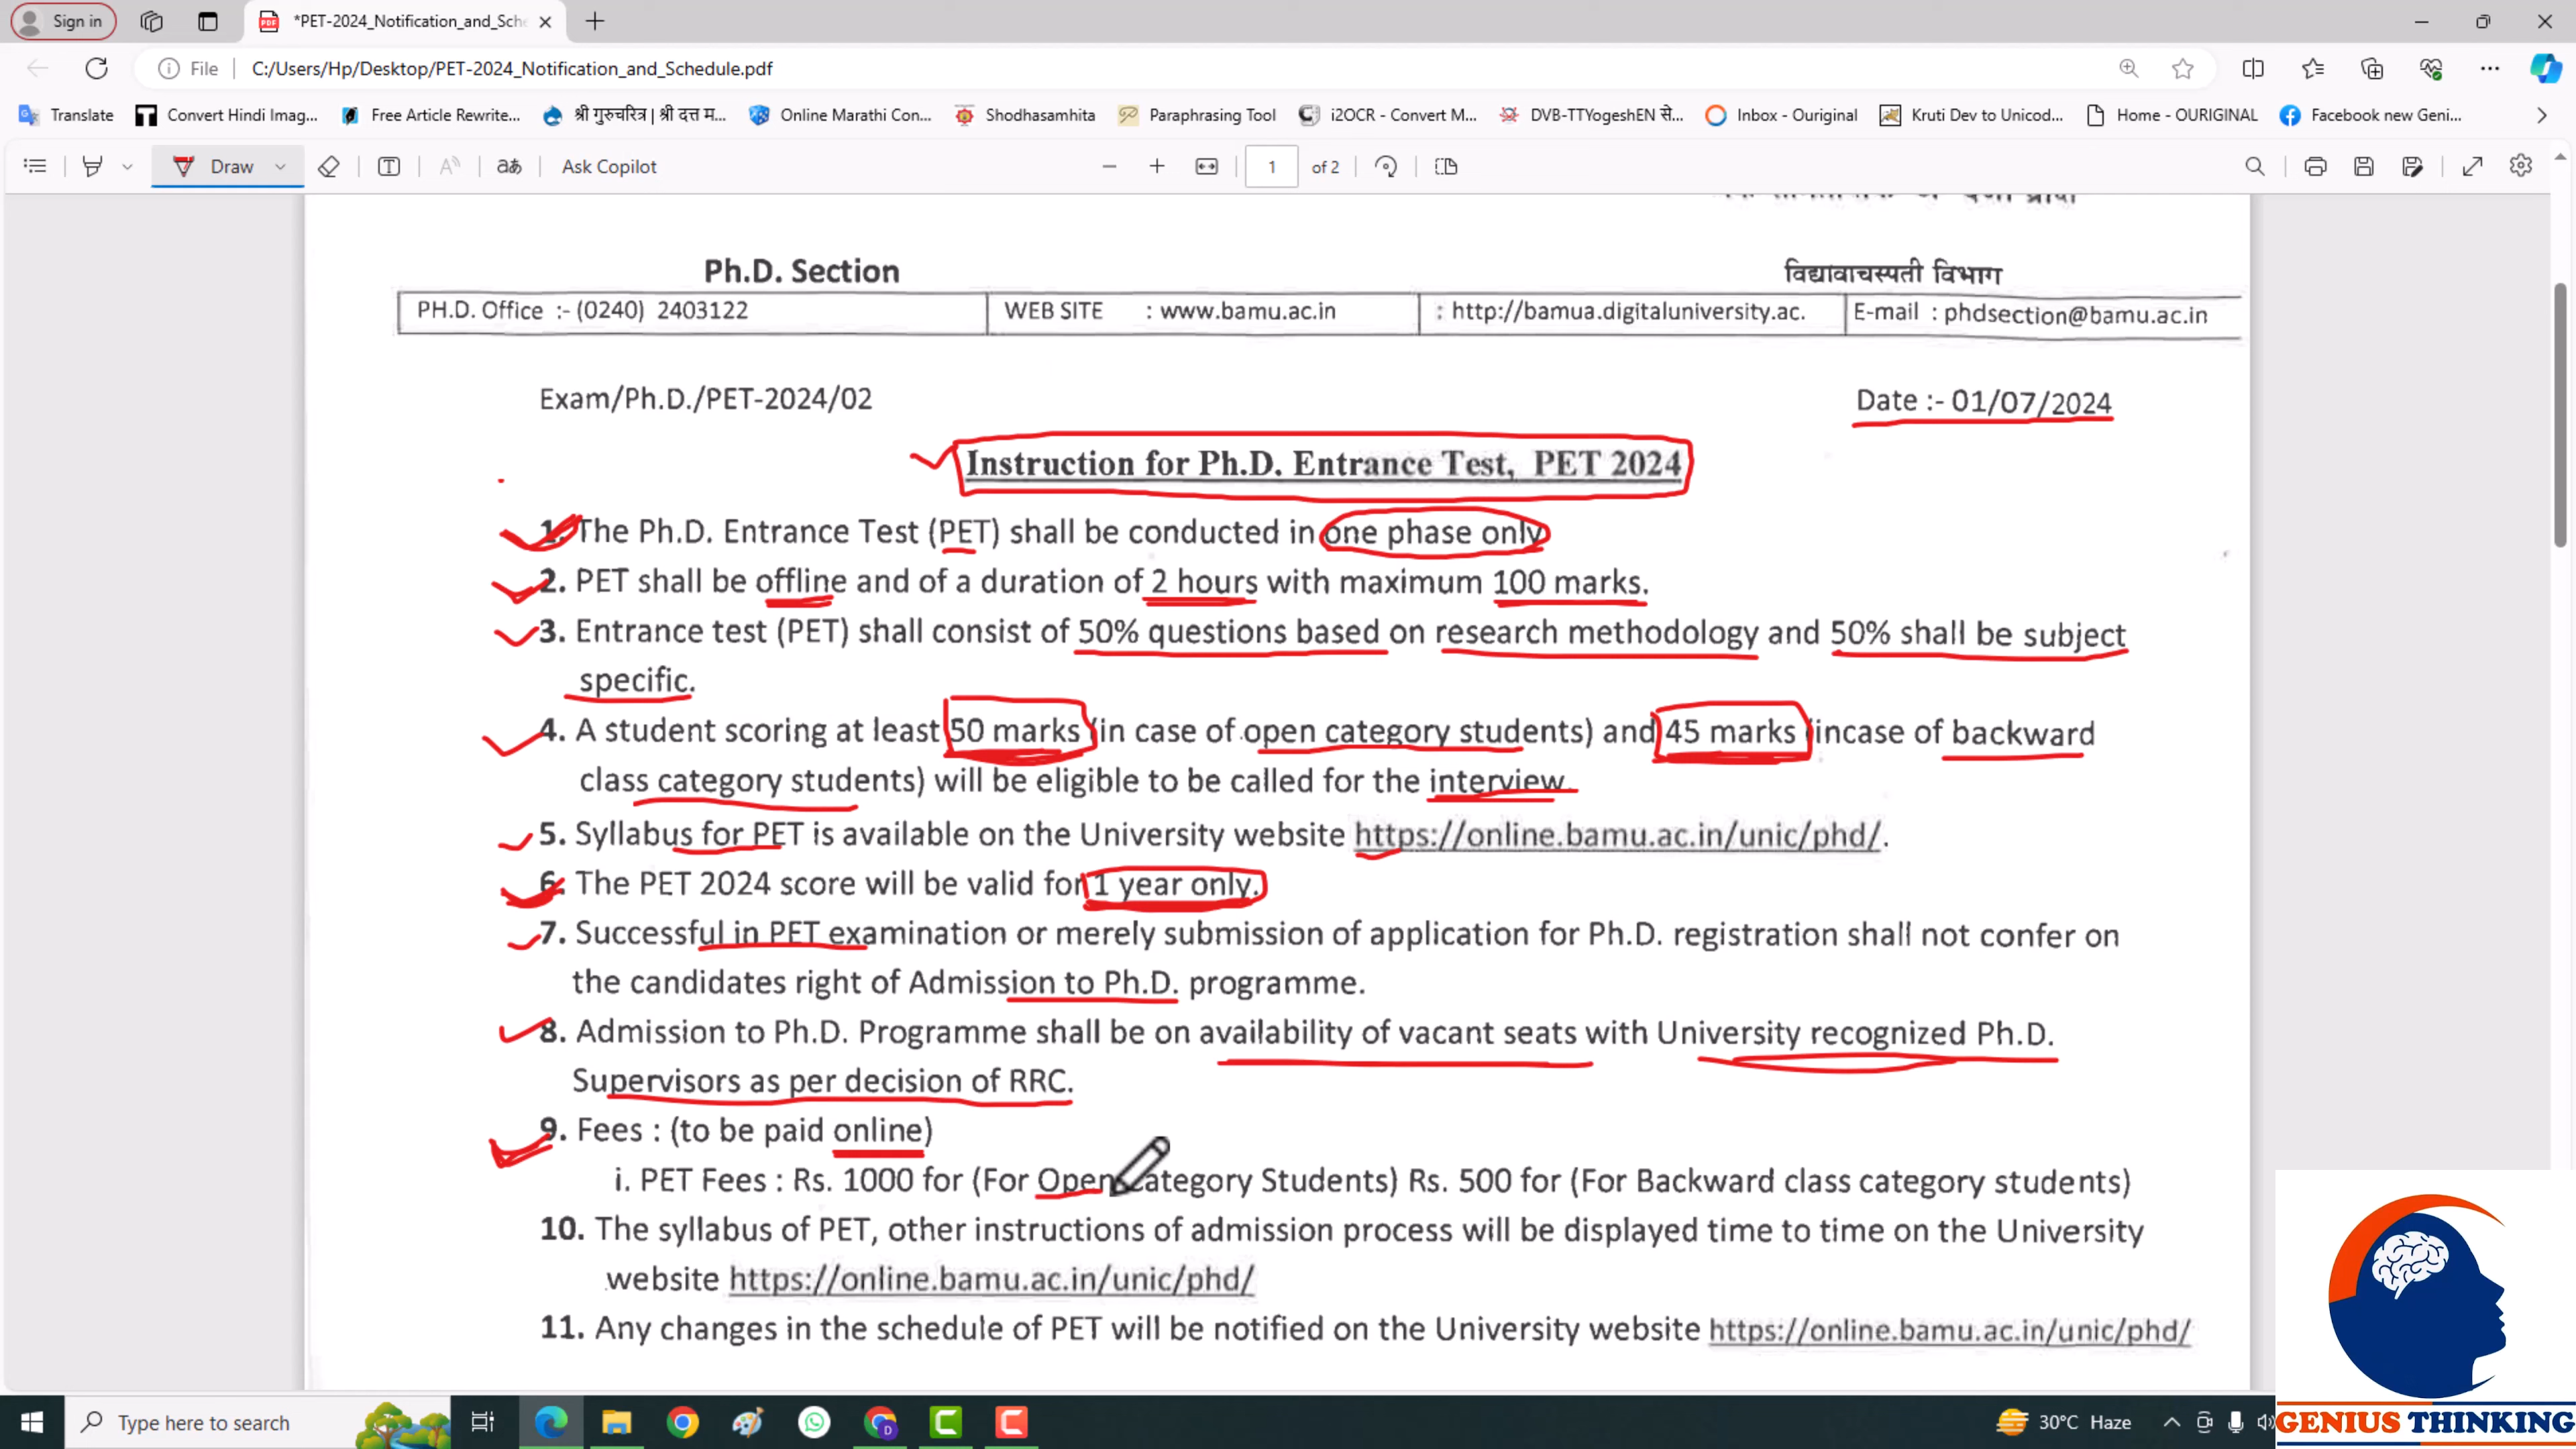 Sign in
*PET-2024_Notification_and_Sche
File
C:/Users/Hp/Desktop/PET-2024_Notification_and_Schedule.pdf
Translate
Convert Hindi Imag...
Free Article Rewrite...
श्री गुरुचरित्र | श्री दत्त म...
Online Marathi Con...
Shodhasamhita
Paraphrasing Tool
i2OCR - Convert M...
DVB-TTYogeshEN से...
Inbox - Ouriginal
Kruti Dev to Unicod...
Home - OURIGINAL
Facebook new Geni...
Draw
Ask Copilot
1 of 2
Ph.D. Section
विद्यावाचस्पती विभाग
PH.D. Office :- (0240) 2403122
WEB SITE : www.bamu.ac.in
: http://bamua.digitaluniversity.ac.
E-mail : phdsection@bamu.ac.in
Exam/Ph.D./PET-2024/02
Date :- 01/07/2024
Instruction for Ph.D. Entrance Test, PET 2024
1. The Ph.D. Entrance Test (PET) shall be conducted in one phase only
2. PET shall be offline and of a duration of 2 hours with maximum 100 marks.
3. Entrance test (PET) shall consist of 50% questions based on research methodology and 50% shall be subject
specific.
4. A student scoring at least 50 marks (in case of open category students) and 45 marks (incase of backward
class category students) will be eligible to be called for the interview.
5. Syllabus for PET is available on the University website https://online.bamu.ac.in/unic/phd/.
6. The PET 2024 score will be valid for 1 year only.
7. Successful in PET examination or merely submission of application for Ph.D. registration shall not confer on
the candidates right of Admission to Ph.D. programme.
8. Admission to Ph.D. Programme shall be on availability of vacant seats with University recognized Ph.D.
Supervisors as per decision of RRC.
9. Fees : (to be paid online)
i. PET Fees : Rs. 1000 for (For Open Category Students) Rs. 500 for (For Backward class category students)
10. The syllabus of PET, other instructions of admission process will be displayed time to time on the University
website https://online.bamu.ac.in/unic/phd/
11. Any changes in the schedule of PET will be notified on the University website https://online.bamu.ac.in/unic/phd/
Type here to search
30°C Haze
GENIUS THINKING